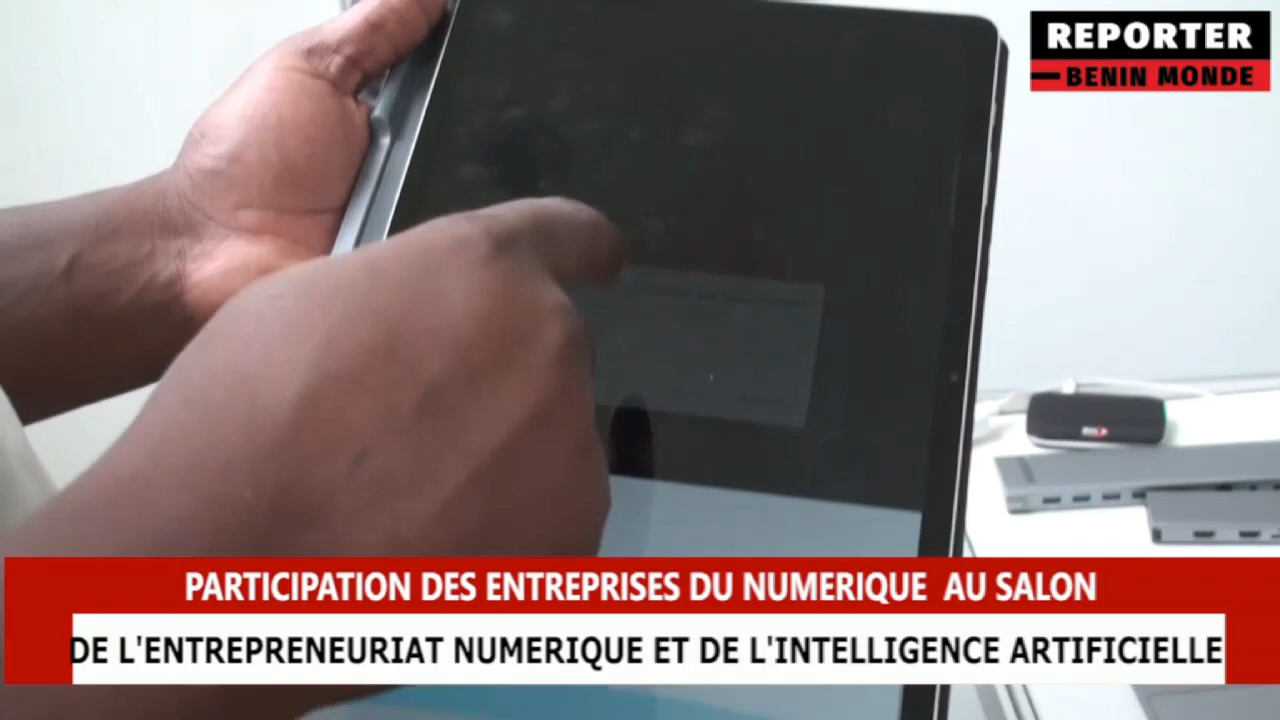 REPORTER
BENIN MONDE
PARTICIPATION DES ENTREPRISES DU NUMERIQUE AU SALON
DE L'ENTREPRENEURIAT NUMERIQUE ET DE L'INTELLIGENCE ARTIFICIELLE